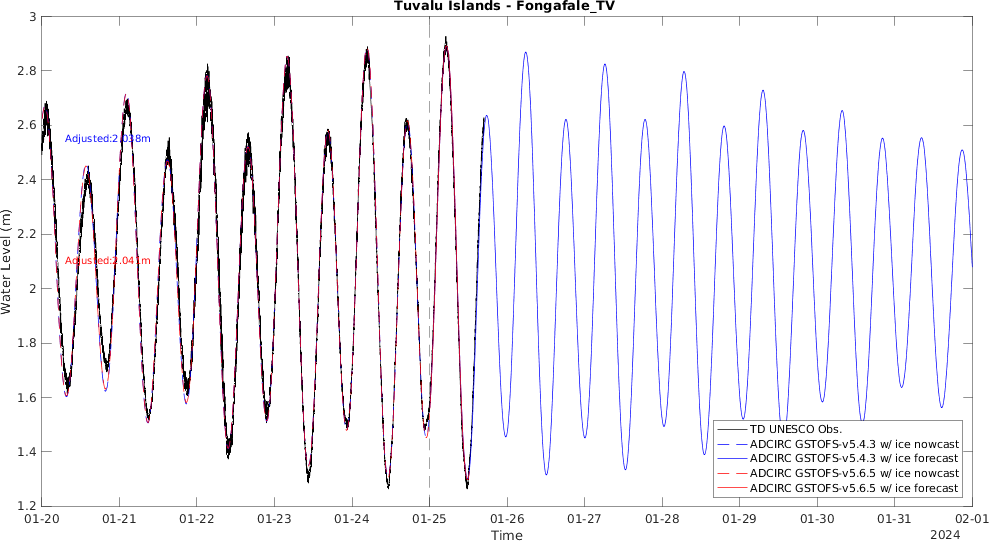 Tuvalu Islands - Fongafale_TV
3
2.8
2.6
2.4
2.2
2
1.8
1.6
1.4
1.2
Water Level (m)
Adjusted:2.038m
Adjusted:2.041m
TD UNESCO Obs.
ADCIRC GSTOFS-v5.4.3 w/ ice nowcast
ADCIRC GSTOFS-v5.4.3 w/ ice forecast
ADCIRC GSTOFS-v5.6.5 w/ ice nowcast
ADCIRC GSTOFS-v5.6.5 w/ ice forecast
01-20 01-21 01-22 01-23 01-24 01-25 01-26 01-27 01-28 01-29 01-30 01-31 02-01
Time
2024